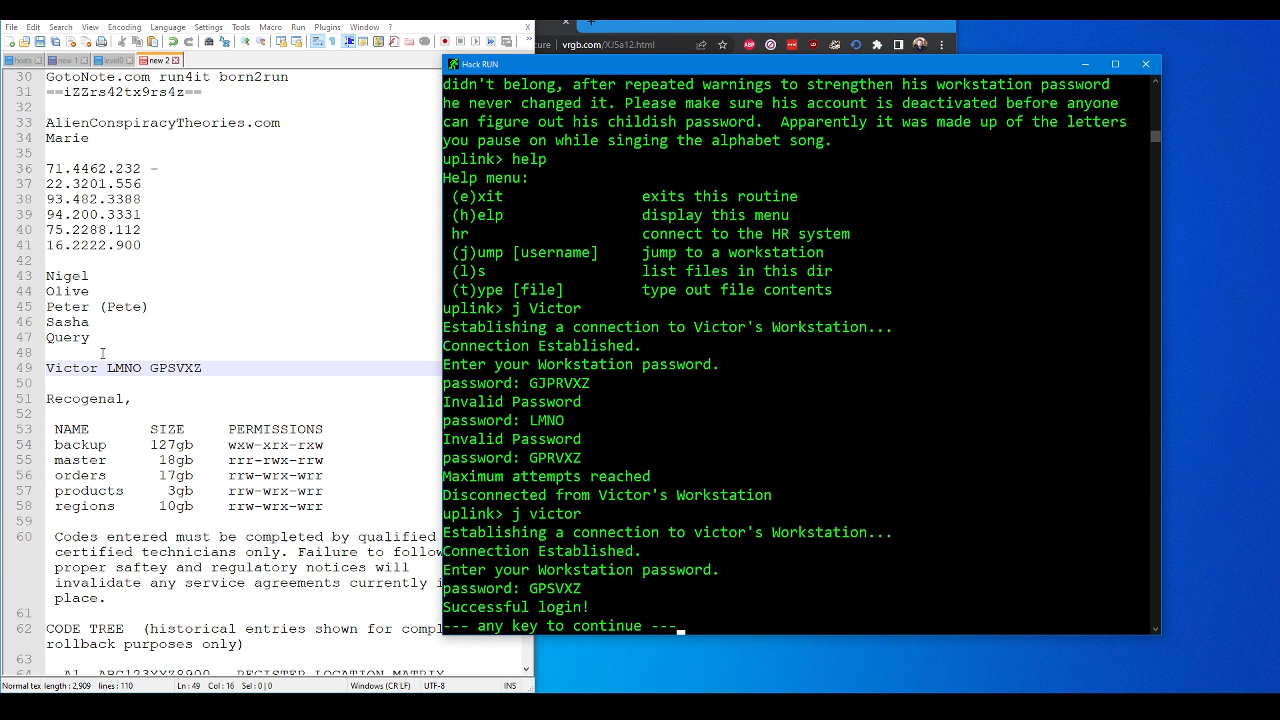 File Edit Search View Encoding Language Settings Tools Macro Run Plugins Window ?
new 1 level0 new 2
30 GotoNote.com run4it born2run
31 ==iZZrs42tx9rs4z==
32
33 AlienConspiracyTheories.com
34 Marie
35
36 71.4462.232 -
37 22.3201.556
38 93.482.3388
39 94.200.3331
40 75.2288.112
41 16.2222.900
42
43 Nigel
44 Olive
45 Peter (Pete)
46 Sasha
47 Query
48
49 Victor LMNO GPSVXZ
50
51 Recogenal,
52
53 NAME SIZE PERMISSIONS
54 backup 127gb wxw-xrx-rxw
55 master 18gb rrr-rwx-rrw
56 orders 17gb rrw-wrx-wrr
57 products 3gb rrw-wrx-wrr
58 regions 10gb rrw-wrx-wrr
59
60 Codes entered must be completed by qualified
certified technicians only. Failure to follow
proper saftey and regulatory notices will
invalidate any service agreements currently i
place.
61
62 CODE TREE (historical entries shown for compl
rollback purposes only)
63
Normal tex length : 2,909 lines : 110 Ln : 49 Col : 16 Sel : 0 | 0 Windows (CR LF) UTF-8 INS
vrgb.com/XJ5a12.html
Hack RUN
didn't belong, after repeated warnings to strengthen his workstation password
he never changed it. Please make sure his account is deactivated before anyone
can figure out his childish password. Apparently it was made up of the letters
you pause on while singing the alphabet song.
uplink> help
Help menu:
(e)xit exits this routine
(h)elp display this menu
hr connect to the HR system
(j)ump [username] jump to a workstation
(l)s list files in this dir
(t)ype [file] type out file contents
uplink> j Victor
Establishing a connection to Victor's Workstation...
Connection Established.
Enter your Workstation password.
password: GJPRVXZ
Invalid Password
password: LMNO
Invalid Password
password: GPRVXZ
Maximum attempts reached
Disconnected from Victor's Workstation
uplink> j victor
Establishing a connection to victor's Workstation...
Connection Established.
Enter your Workstation password.
password: GPSVXZ
Successful login!
--- any key to continue ---